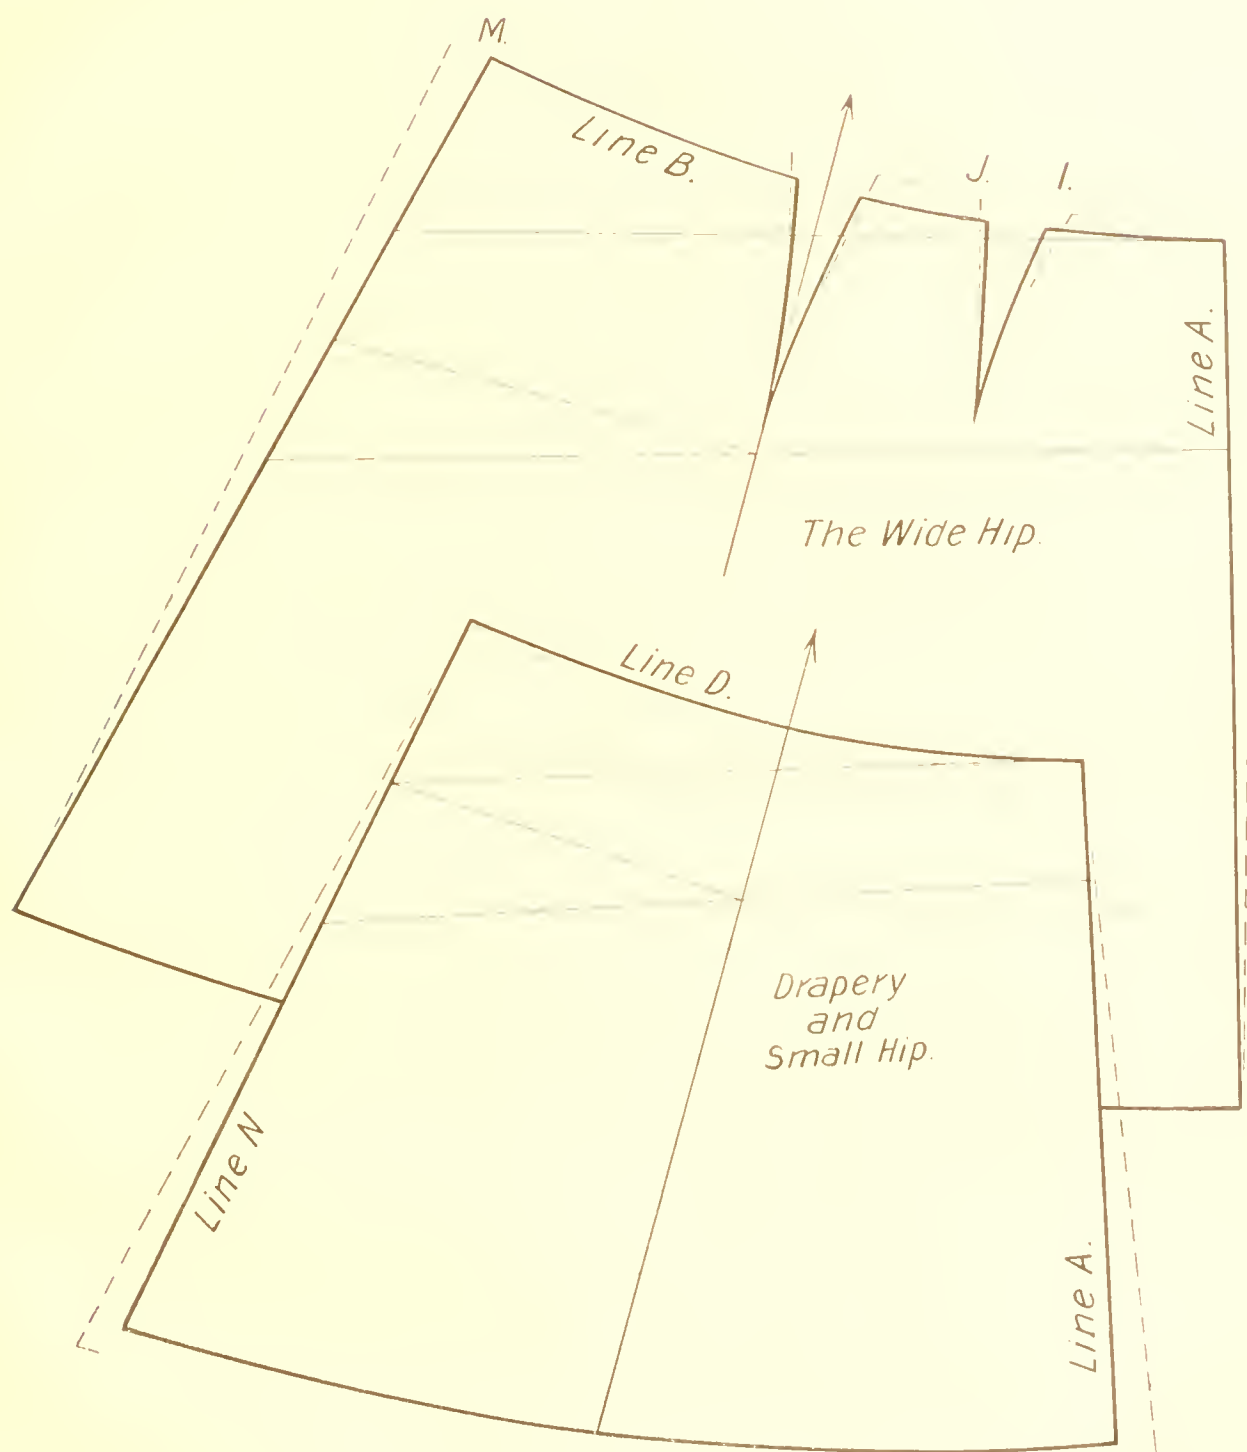 M.
Line B.
J.
I.
Line A.
The Wide Hip.
Line D.
Drapery
and
Small Hip.
Line N
Line A.